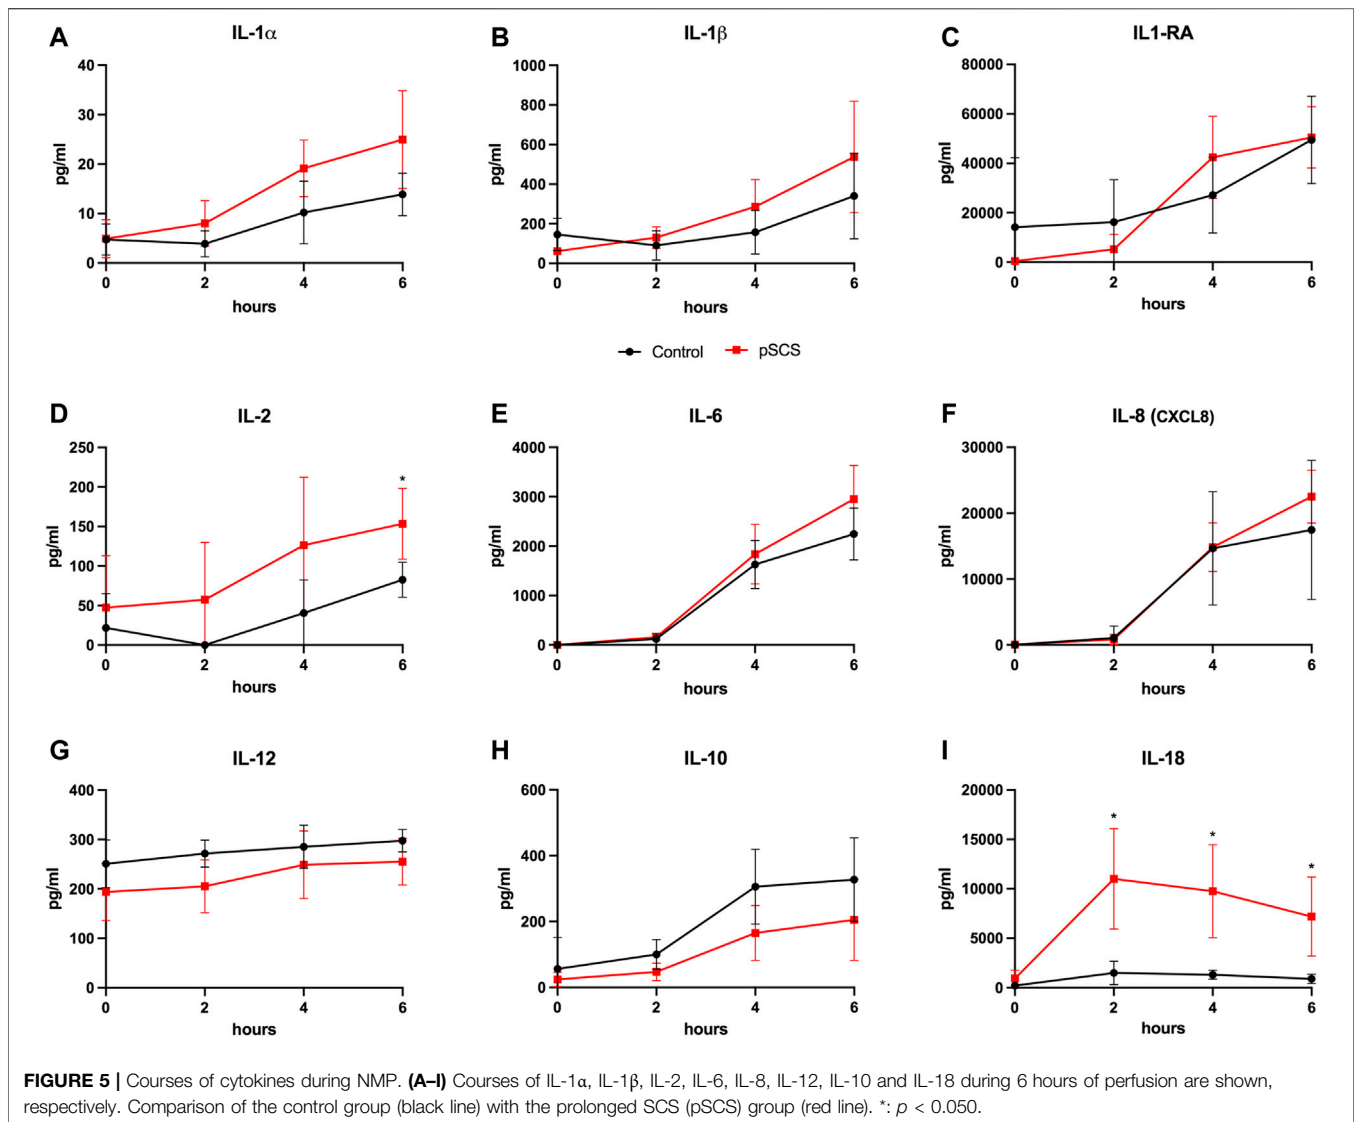 A IL-1α
B IL-1β
C IL1-RA
pg/ml
40
30
20
10
0
0 2 4 6
hours
pg/ml
1000
800
600
400
200
0
0 2 4 6
hours
pg/ml
80000
60000
40000
20000
0
0 2 4 6
hours
Control pSCS
D IL-2
E IL-6
F IL-8 (CXCL8)
pg/ml
250
200
150
100
50
0
*
0 2 4 6
hours
pg/ml
4000
3000
2000
1000
0
0 2 4 6
hours
pg/ml
30000
20000
10000
0
0 2 4 6
hours
G IL-12
H IL-10
I IL-18
pg/ml
400
300
200
100
0
0 2 4 6
hours
pg/ml
600
400
200
0
0 2 4 6
hours
pg/ml
20000
15000
10000
5000
0
* * *
0 2 4 6
hours
FIGURE 5 | Courses of cytokines during NMP. (A–I) Courses of IL-1α, IL-1β, IL-2, IL-6, IL-8, IL-12, IL-10 and IL-18 during 6 hours of perfusion are shown,
respectively. Comparison of the control group (black line) with the prolonged SCS (pSCS) group (red line). *: p < 0.050.